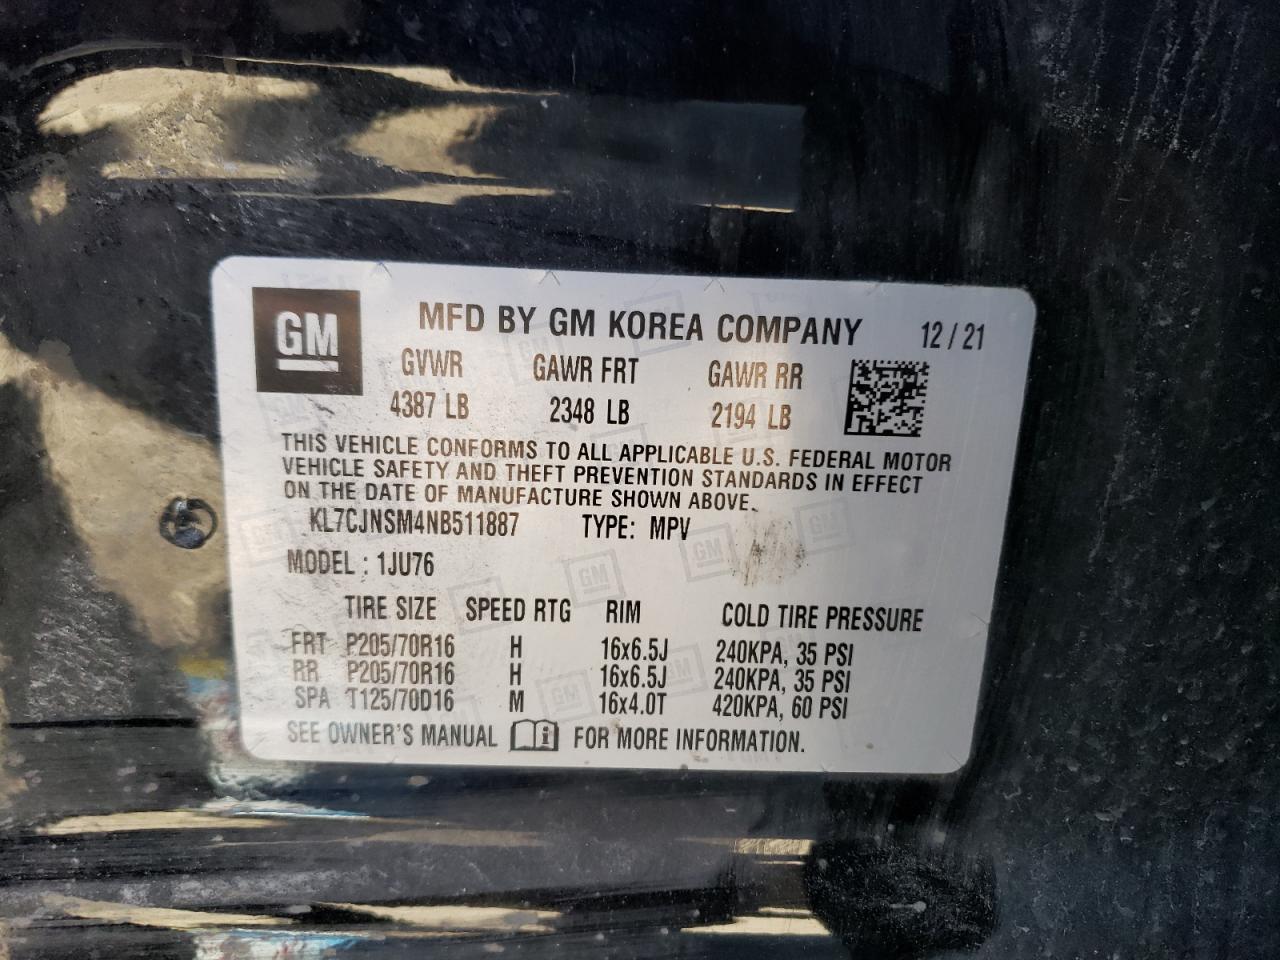 GM
MFD BY GM KOREA COMPANY 12/21
GVWR GAWR FRT GAWR RR
4387 LB 2348 LB 2194 LB
THIS VEHICLE CONFORMS TO ALL APPLICABLE U.S. FEDERAL MOTOR
VEHICLE SAFETY AND THEFT PREVENTION STANDARDS IN EFFECT
ON THE DATE OF MANUFACTURE SHOWN ABOVE.
KL7CJNSM4NB511887 TYPE: MPV
MODEL : 1JU76
TIRE SIZE SPEED RTG RIM COLD TIRE PRESSURE
FRT P205/70R16 H 16x6.5J 240KPA, 35 PSI
RR P205/70R16 H 16x6.5J 240KPA, 35 PSI
SPA T125/70D16 M 16x4.0T 420KPA, 60 PSI
SEE OWNER'S MANUAL FOR MORE INFORMATION.